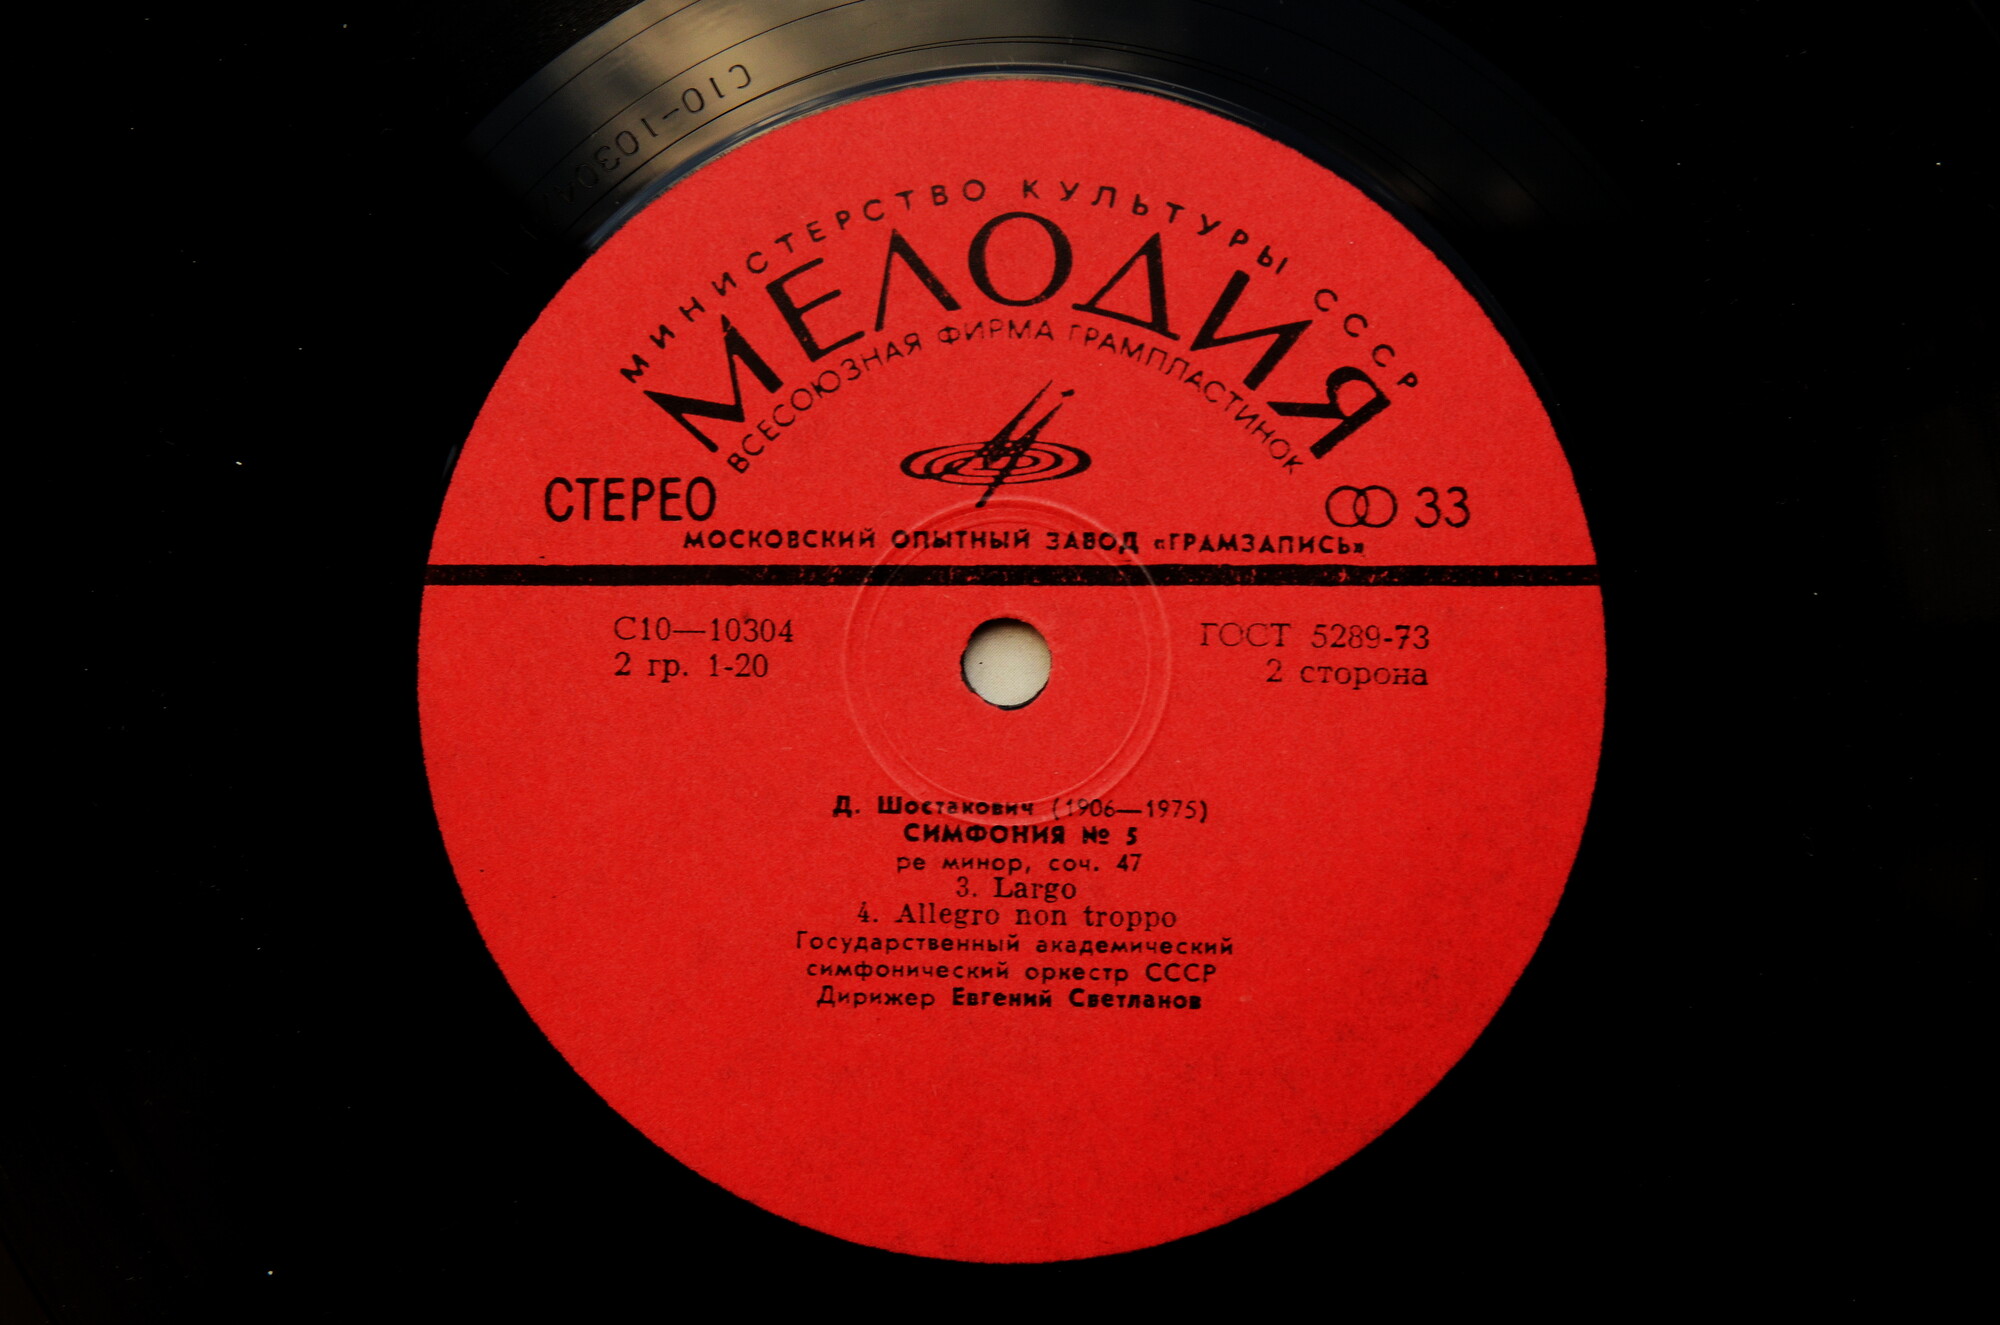 С10-10304
МИНИСТЕРСТВО КУЛЬТУРЫ СССР
МЕЛОДИЯ
ВСЕСОЮЗНАЯ ФИРМА ГРАМПЛАСТИНОК
СТЕРЕО
33
МОСКОВСКИЙ ОПЫТНЫЙ ЗАВОД «ГРАМЗАПИСЬ»
С10—10304
2 гр. 1-20
ГОСТ 5289-73
2 сторона
Д. Шостакович (1906—1975)
СИМФОНИЯ № 5
ре минор, соч. 47
3. Largo
4. Allegro non troppo
Государственный академический
симфонический оркестр СССР
Дирижер Евгений Светланов